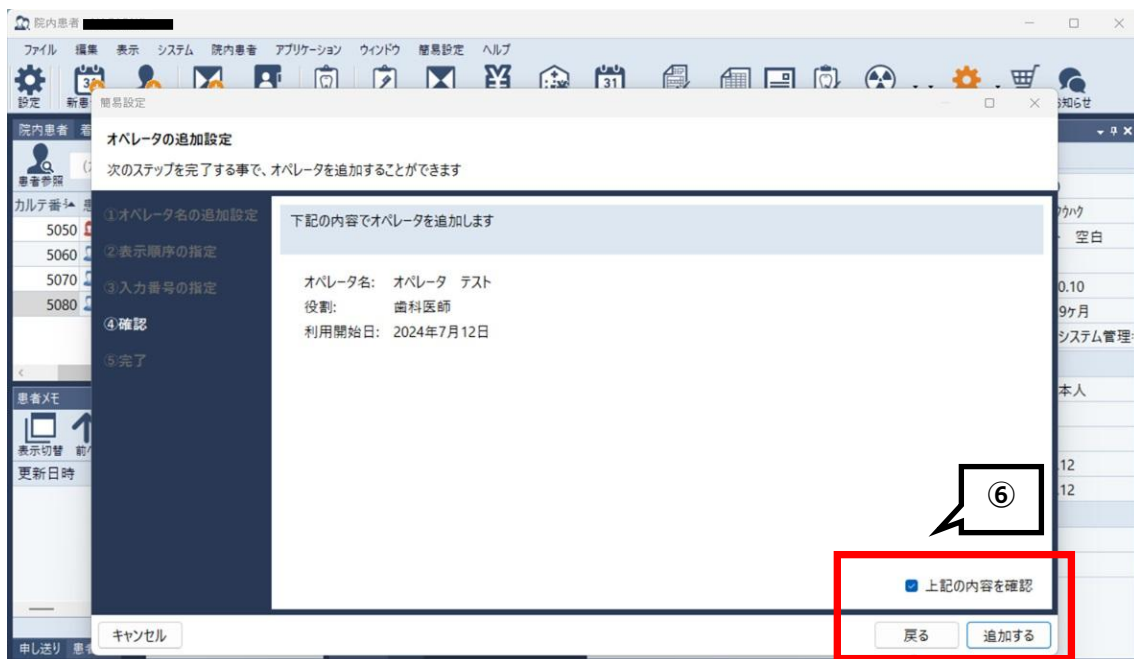 院内患者
ファイル 編集 表示 システム 院内患者 アプリケーション ウィンドウ 簡易設定 ヘルプ
設定 新患 お知らせ
簡易設定
院内患者
オペレータの追加設定
次のステップを完了する事で、オペレータを追加することができます
患者参照
カルテ番
5050
5060
5070
5080
①オペレータ名の追加設定
②表示順序の指定
③入力番号の指定
④確認
⑤完了
下記の内容でオペレータを追加します
オペレータ名: オペレータ テスト
役割: 歯科医師
利用開始日: 2024年7月12日
空白
0.10
9ヶ月
システム管理
本人
.12
.12
患者メモ
表示切替
更新日時
⑥
上記の内容を確認
キャンセル 戻る 追加する
申し送り